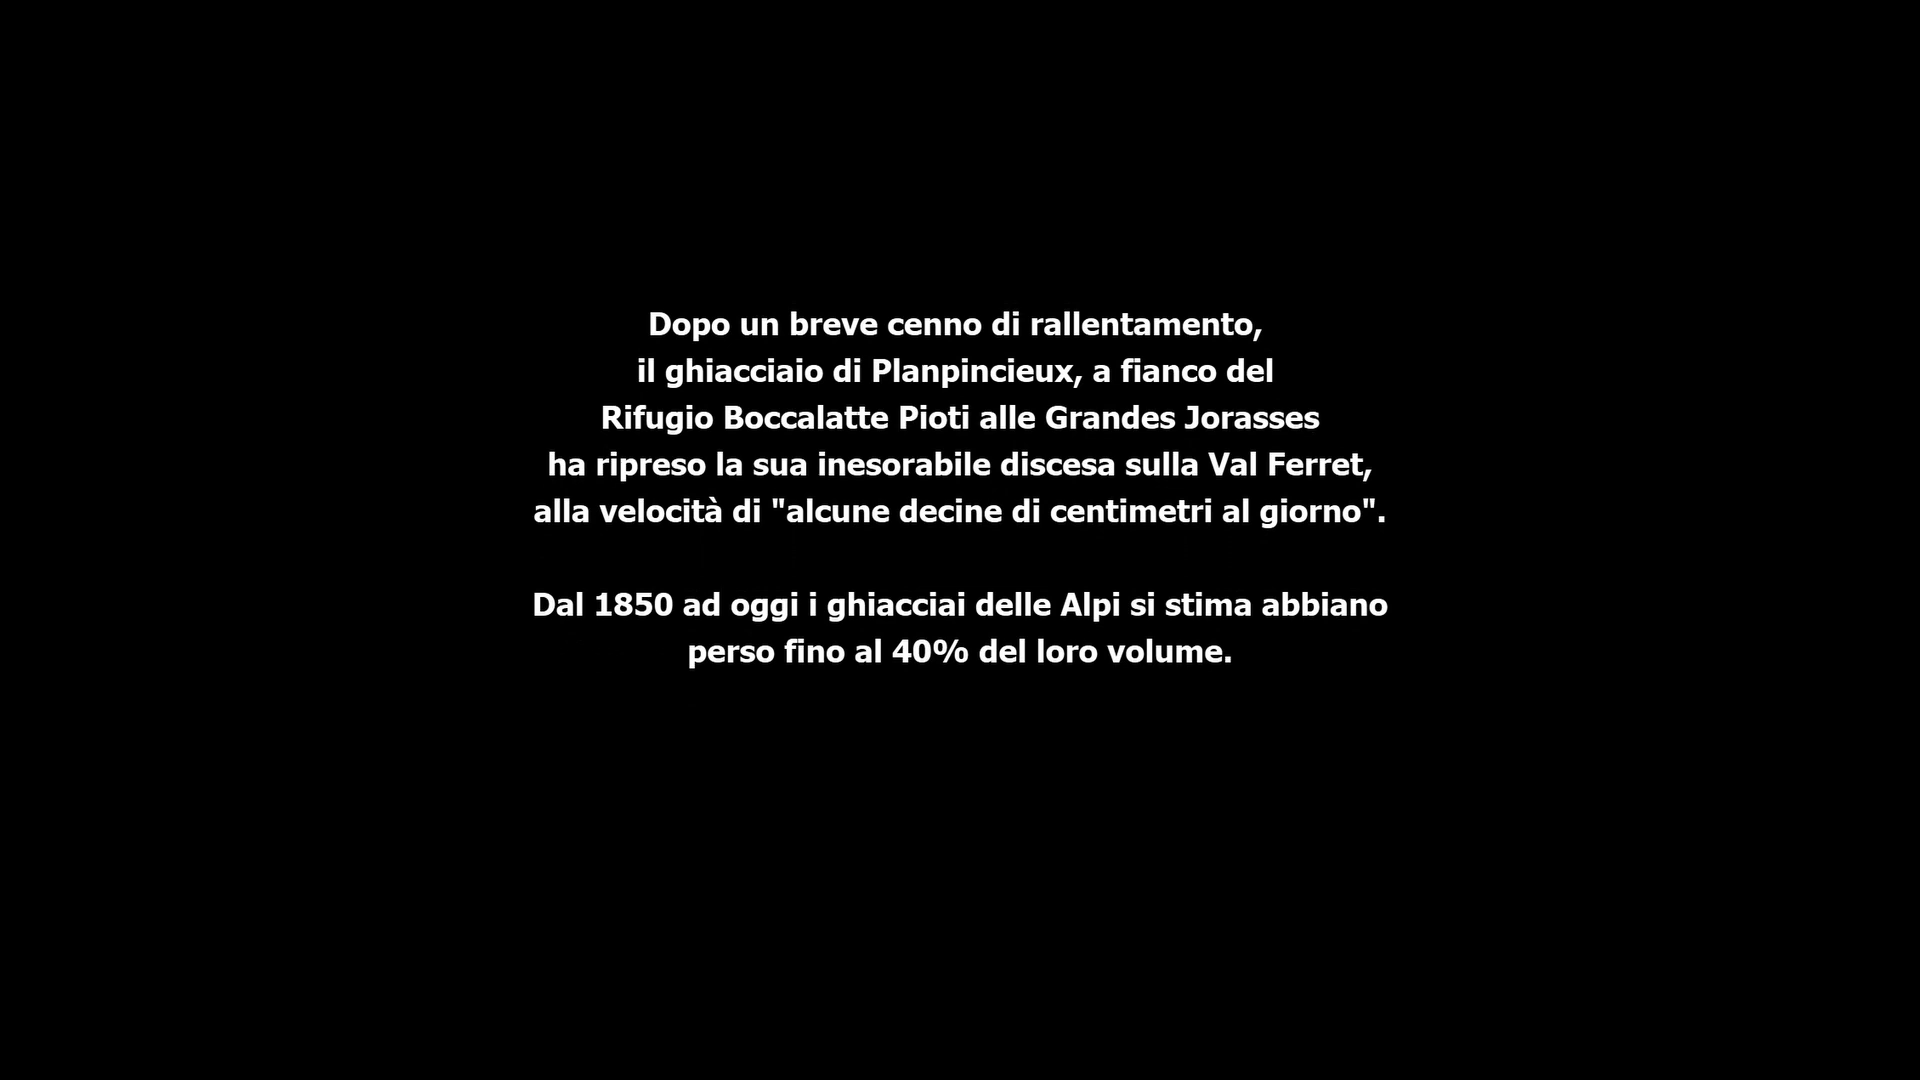 Dopo un breve cenno di rallentamento,
il ghiacciaio di Planpincieux, a fianco del
Rifugio Boccalatte Pioti alle Grandes Jorasses
ha ripreso la sua inesorabile discesa sulla Val Ferret,
alla velocità di "alcune decine di centimetri al giorno".
Dal 1850 ad oggi i ghiacciai delle Alpi si stima abbiano
perso fino al 40% del loro volume.